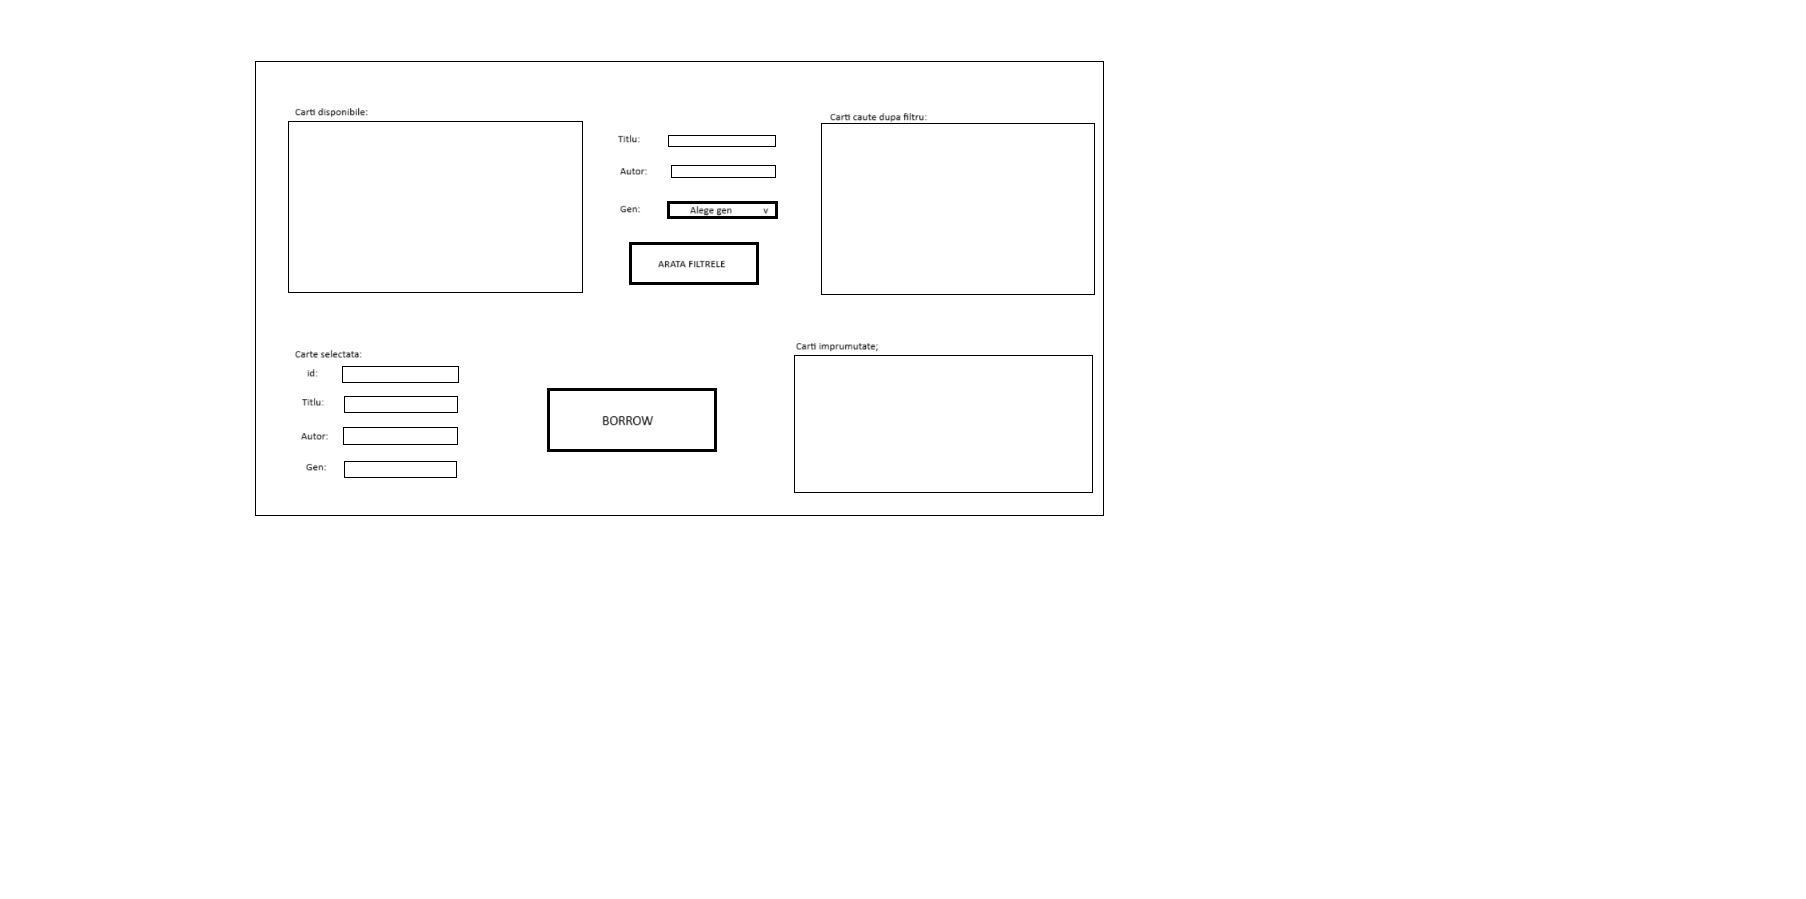 Carti disponibile:
Titlu:
Autor:
Gen:
Alege gen v
ARATA FILTRELE
Carti caute dupa filtru:
Carte selectata:
id:
Titlu:
Autor:
Gen:
BORROW
Carti imprumutate;